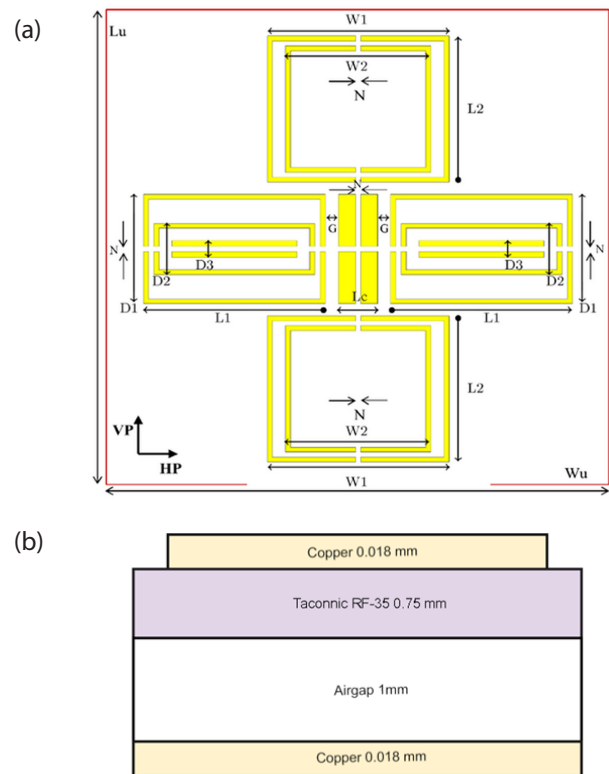 (a)
W1
Lu
W2
N
L2
N
G
G
N
N
D3
D3
D2
D2
D1
Lc
D1
L1
L1
N
L2
VP
W2
HP
W1
Wu
(b)
Copper 0.018 mm
Taconnic RF-35 0.75 mm
Airgap 1mm
Copper 0.018 mm